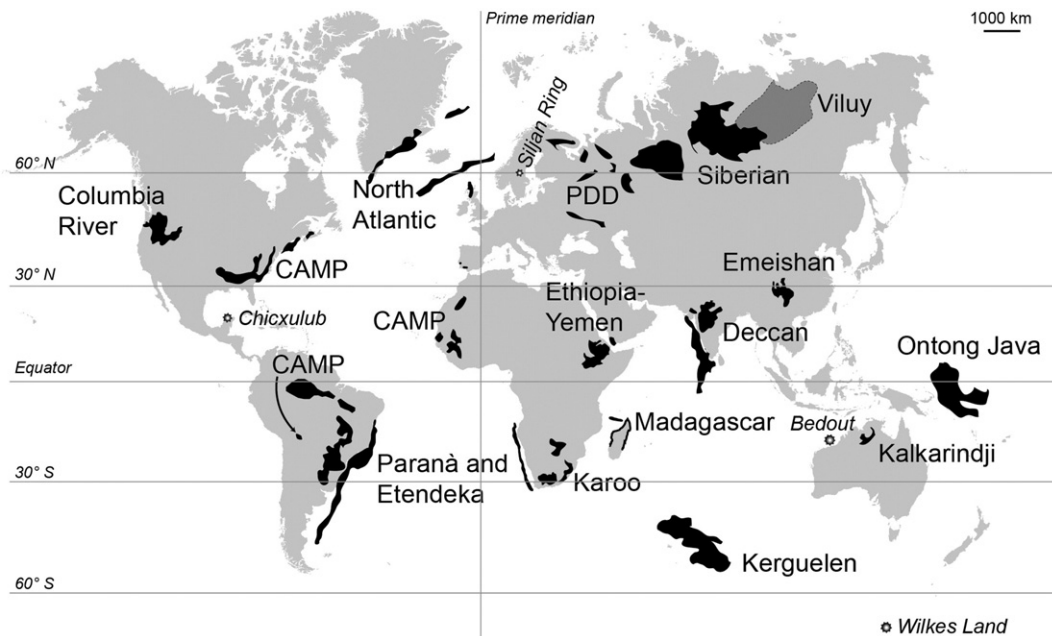 Prime meridian
1000 km
Viluy
Siljan Ring
60° N
Siberian
PDD
North
Atlantic
Columbia
River
CAMP
Emeishan
30° N
Ethiopia-
Yemen
Chicxulub
CAMP
Deccan
Ontong Java
CAMP
Equator
Madagascar
Bedout
Kalkarindji
Paranà and
Etendeka
Karoo
30° S
Kerguelen
60° S
Wilkes Land